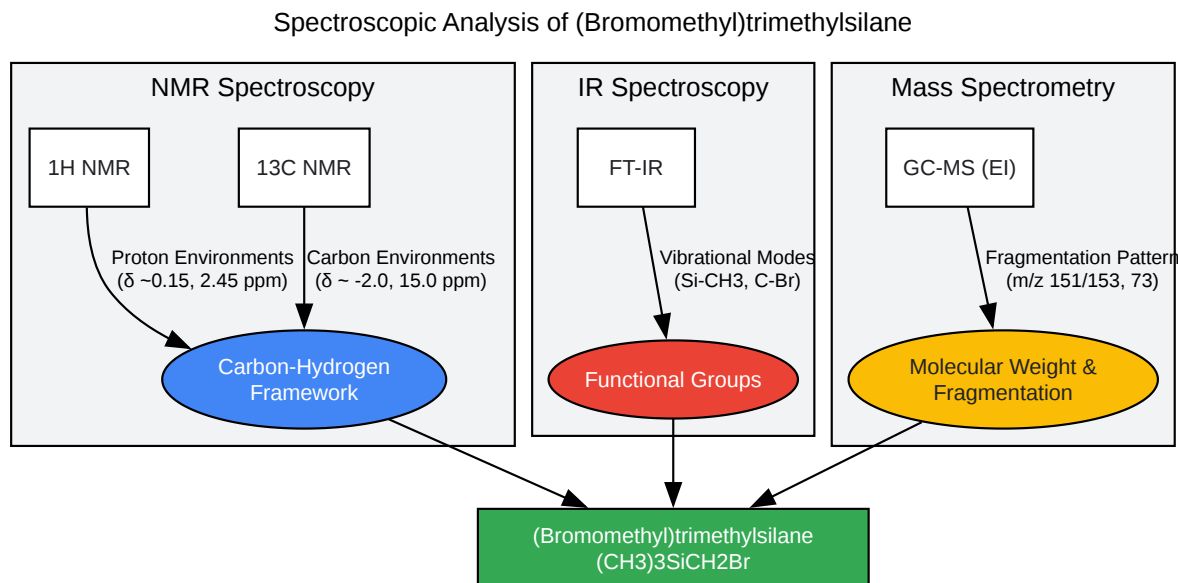 Spectroscopic Analysis of (Bromomethyl)trimethylsilane
NMR Spectroscopy
1H NMR
13C NMR
Proton Environments
(δ ~0.15, 2.45 ppm)
Carbon Environments
(δ ~ -2.0, 15.0 ppm)
Carbon-Hydrogen
Framework
IR Spectroscopy
FT-IR
Vibrational Modes
(Si-CH3, C-Br)
Functional Groups
Mass Spectrometry
GC-MS (EI)
Fragmentation Pattern
(m/z 151/153, 73)
Molecular Weight &
Fragmentation
(Bromomethyl)trimethylsilane
(CH3)3SiCH2Br